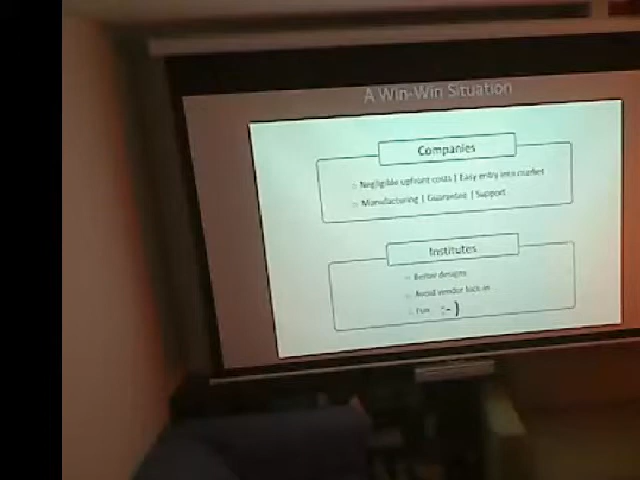 A Win-Win Situation
Companies
Negligible upfront costs | Easy entry into market
Manufacturing | Guarantee | Support
Institutes
Better designs
Avoid vendor lock-in
Fun :-)